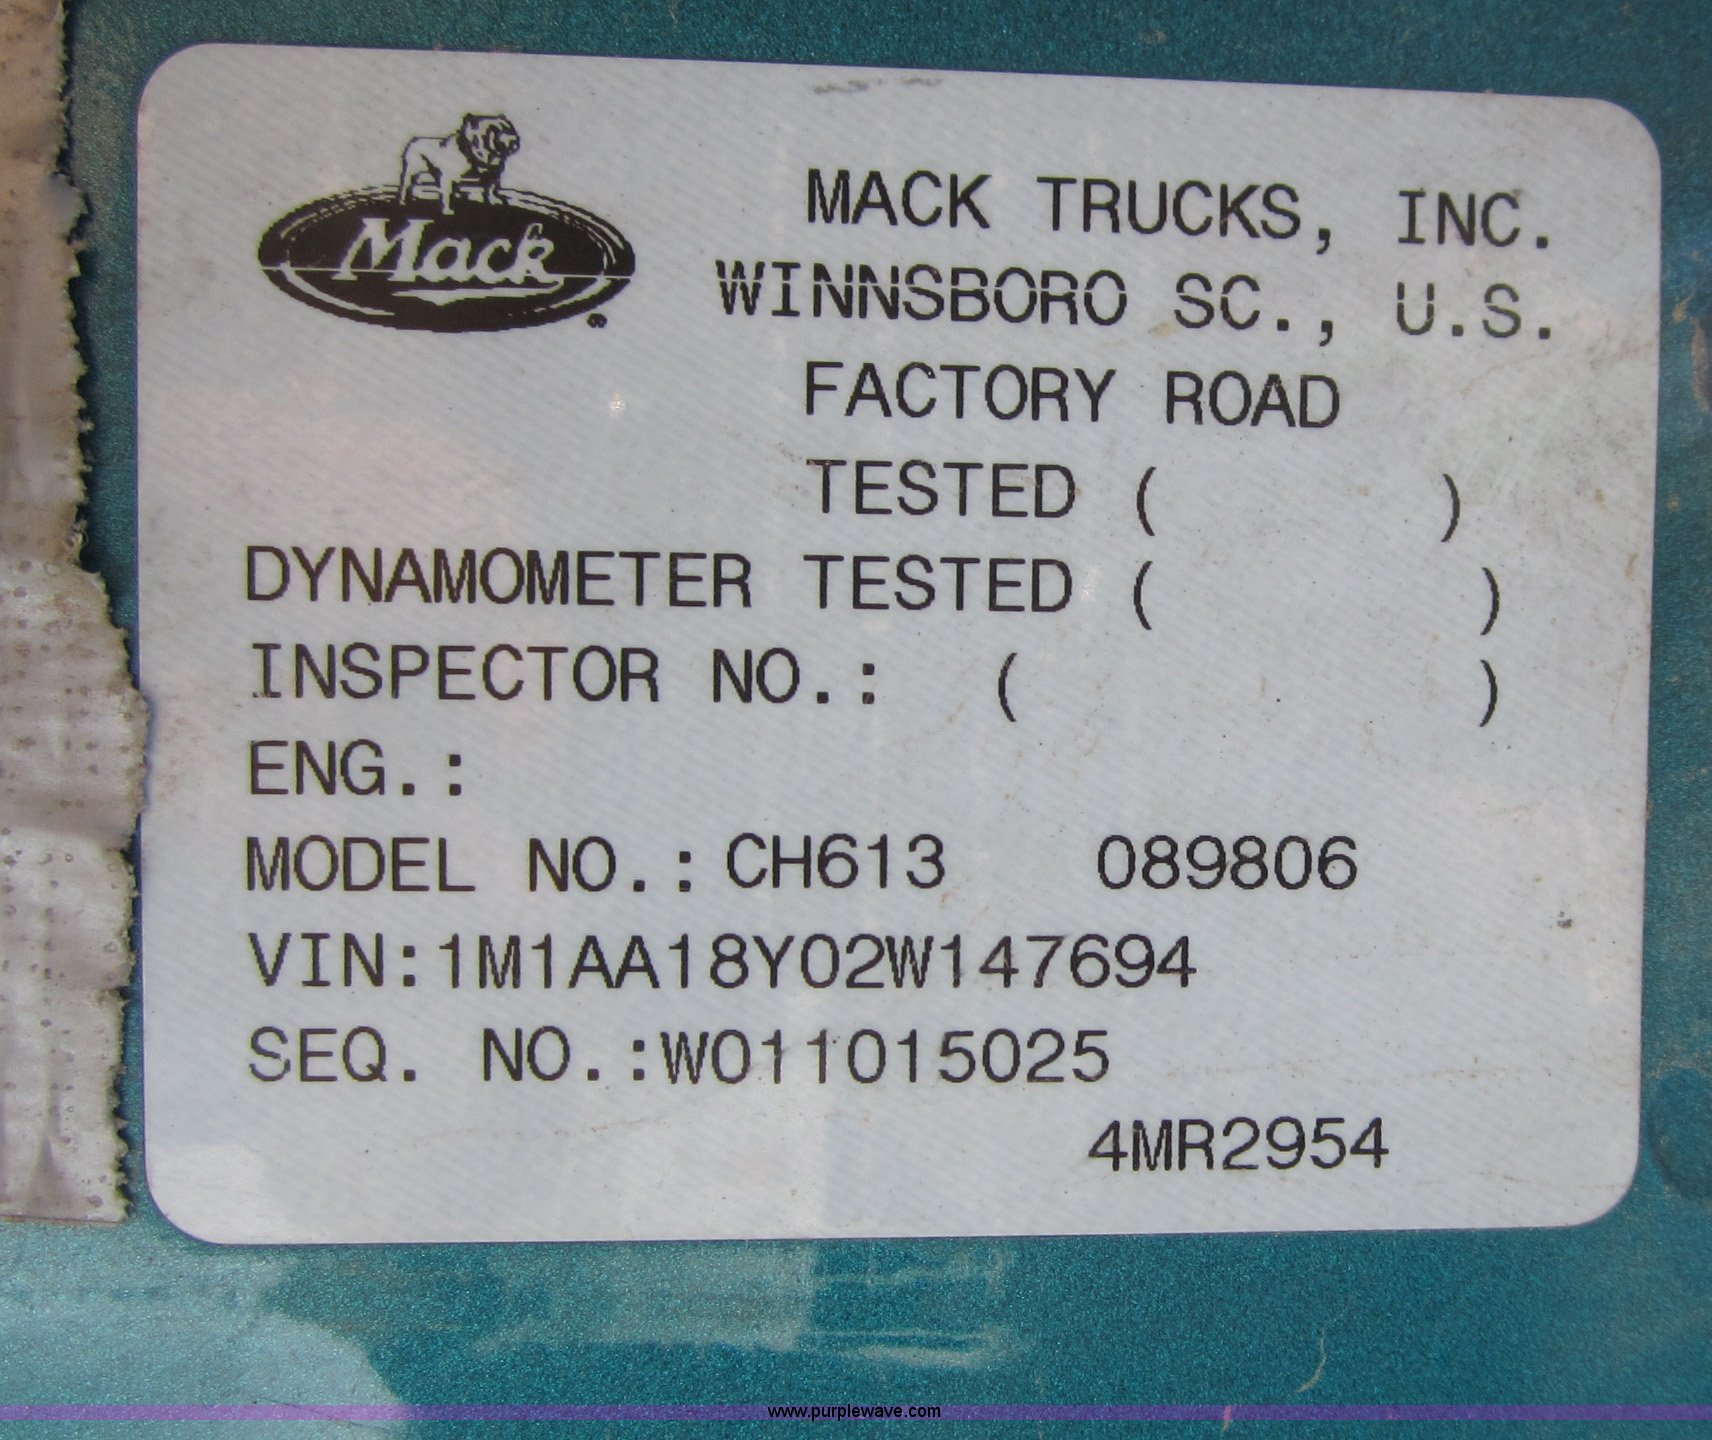 Mack
®
MACK TRUCKS, INC.
WINNSBORO SC., U.S.
FACTORY ROAD
TESTED (          )
DYNAMOMETER TESTED (          )
INSPECTOR NO.: (          )
ENG.:
MODEL NO.:CH613 089806
VIN:1M1AA18Y02W147694
SEQ. NO.:W011015025
4MR2954
www.purplewave.com